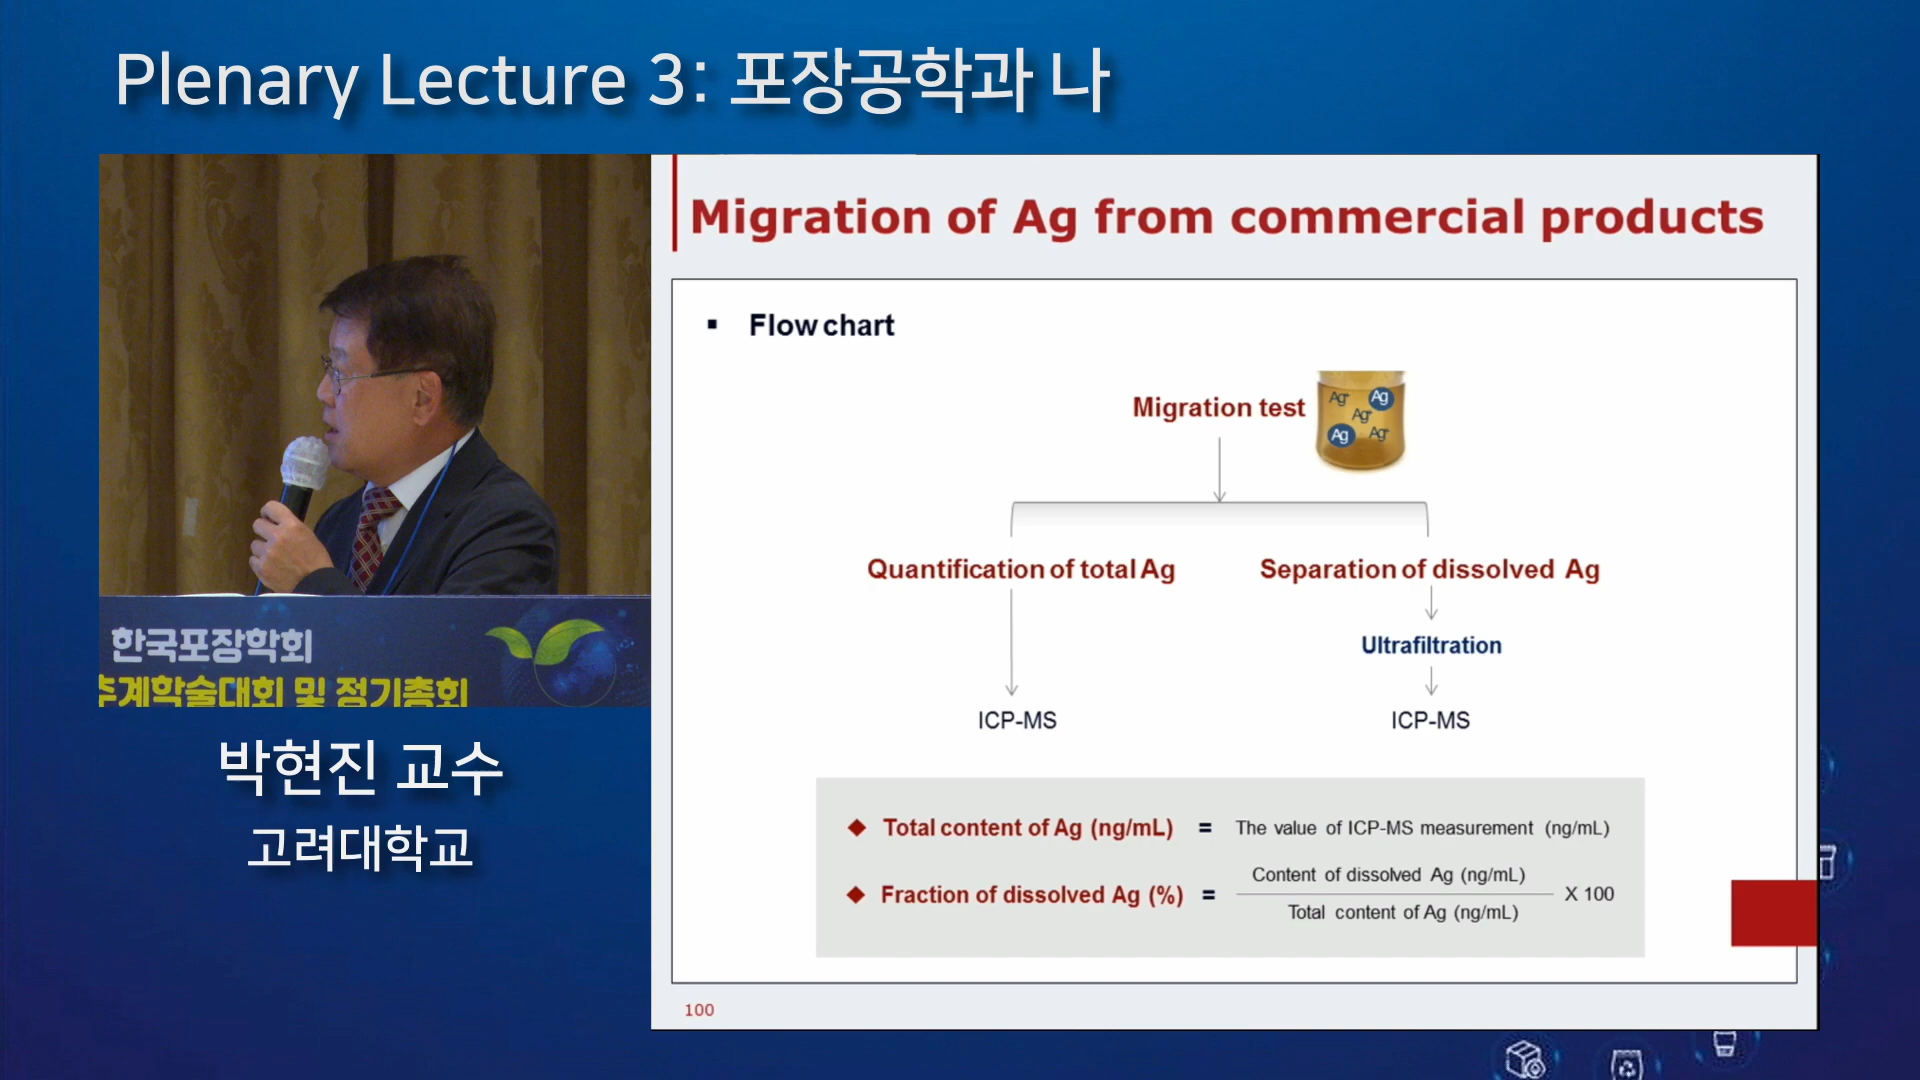 Plenary Lecture 3: 포장공학과 나
한국포장학회
추계학술대회 및 정기총회
박현진 교수
고려대학교
Migration of Ag from commercial products
▪ Flow chart
Migration test
Ag⁺ Ag
Ag⁺
Ag Ag⁺
Quantification of total Ag
Separation of dissolved Ag
Ultrafiltration
ICP-MS
ICP-MS
◆ Total content of Ag (ng/mL) = The value of ICP-MS measurement (ng/mL)
◆ Fraction of dissolved Ag (%) = Content of dissolved Ag (ng/mL)
Total content of Ag (ng/mL)
X 100
100